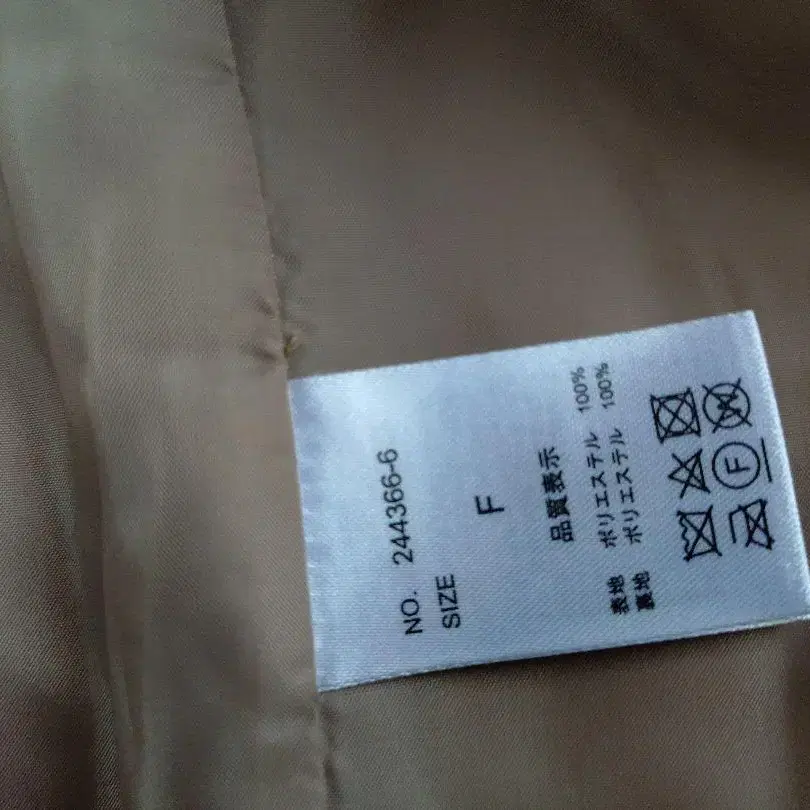 NO. 244366-6
SIZE
F
品質表示
表地 ポリエステル 100%
裏地 ポリエステル 100%
F
W